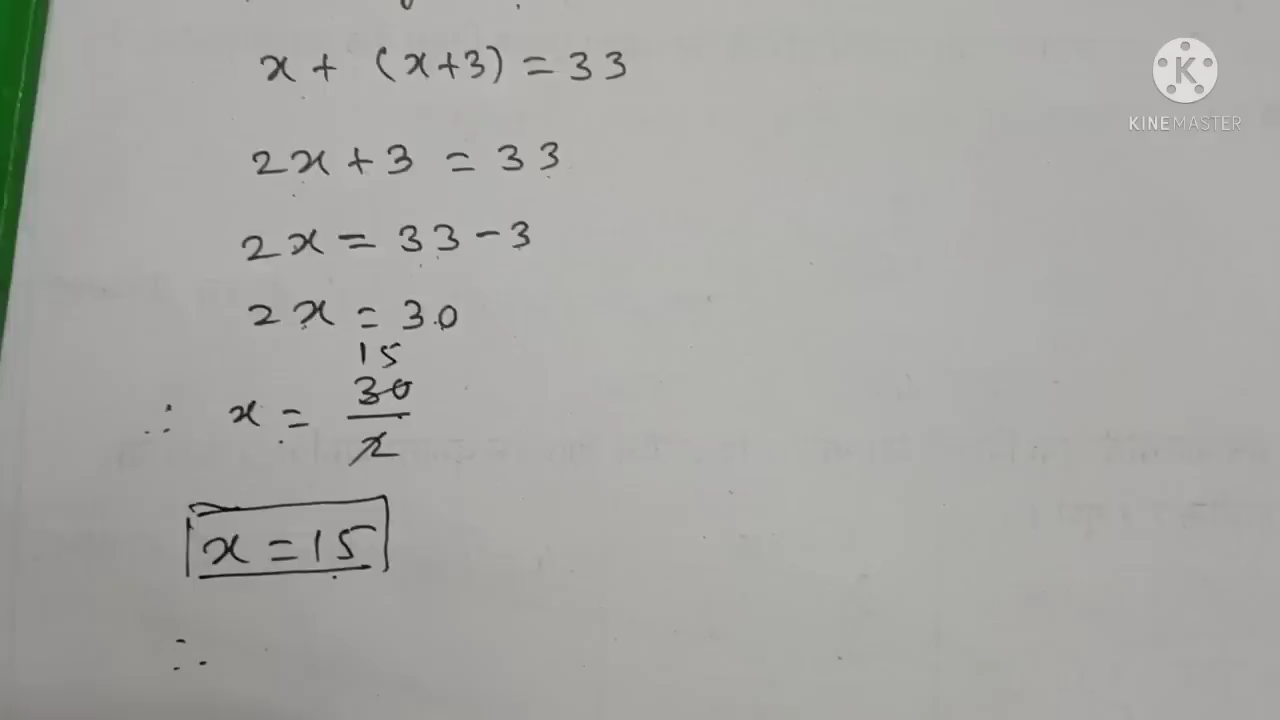 x + (x+3) = 33
KINEMASTER
2x + 3 = 33
2x = 33 - 3
2x = 30
15
∴ x = 30/2
x = 15
∴